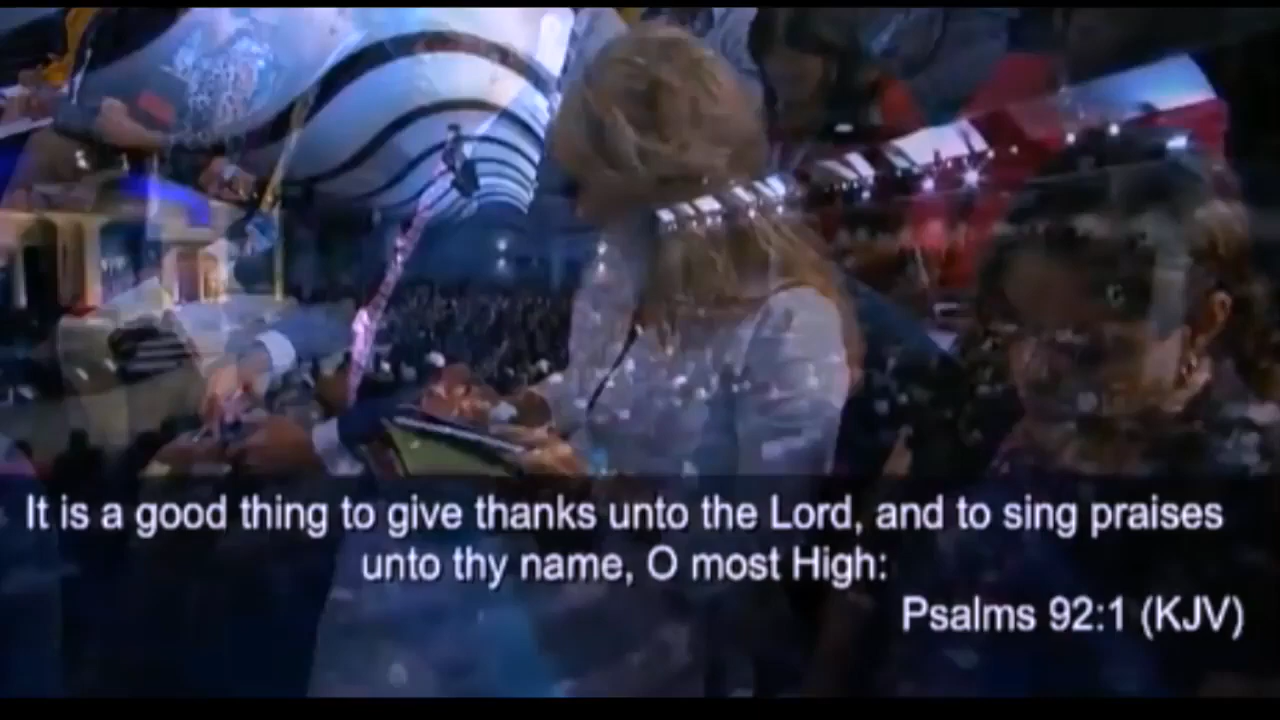 It is a good thing to give thanks unto the Lord, and to sing praises
unto thy name, O most High:
Psalms 92:1 (KJV)